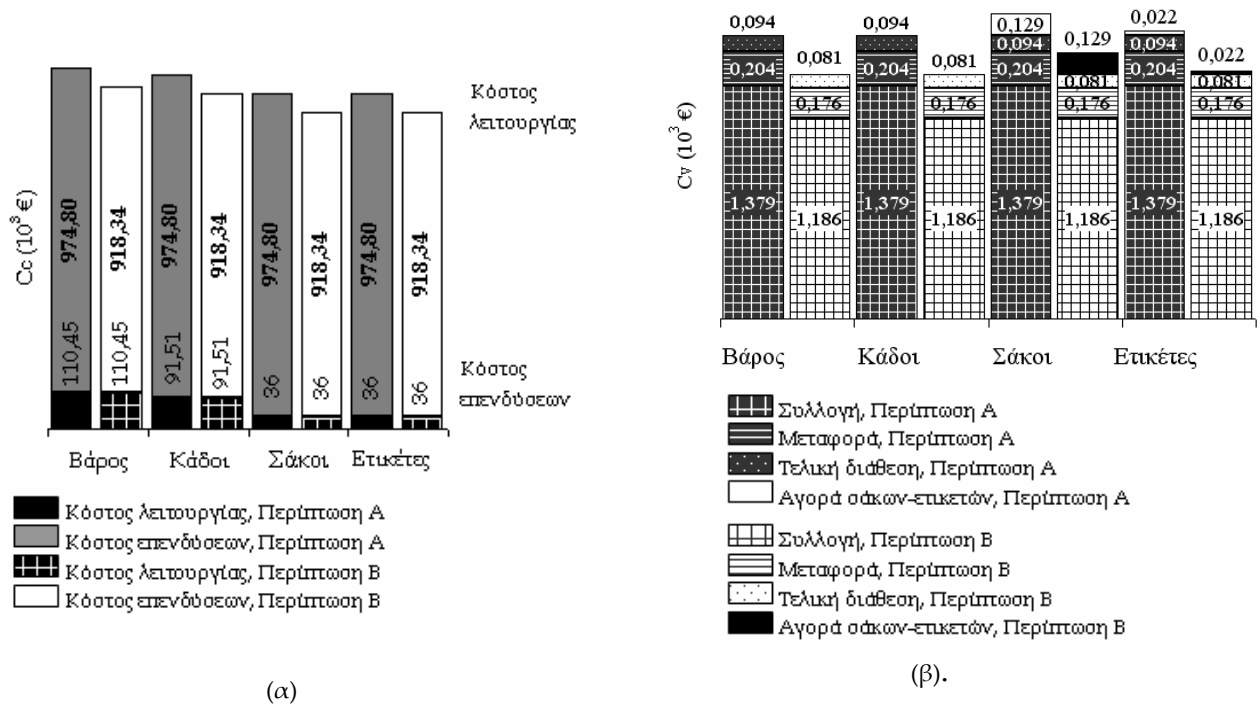 Cc (10³ €)
974,80
918,34
974,80
918,34
974,80
918,34
974,80
918,34
110,45
110,45
91,51
91,51
36
36
36
36
Κόστος
λειτουργίας
Κόστος
επενδύσεων
Βάρος Κάδοι Σάκοι Ετικέτες
Κόστος λειτουργίας, Περίπτωση Α
Κόστος επενδύσεων, Περίπτωση Α
Κόστος λειτουργίας, Περίπτωση Β
Κόστος επενδύσεων, Περίπτωση Β
(α)
Cv (10³ €)
0,094 0,094 0,129 0,022
0,081 0,081 0,094 0,129 0,094 0,022
0,204 0,204 0,204 0,081 0,204 0,081
0,176 0,176 0,176 0,176
1,379 1,379 1,379 1,379
1,186 1,186 1,186 1,186
Βάρος Κάδοι Σάκοι Ετικέτες
Συλλογή, Περίπτωση Α
Μεταφορά, Περίπτωση Α
Τελική διάθεση, Περίπτωση Α
Αγορά σάκων-ετικετών, Περίπτωση Α
Συλλογή, Περίπτωση Β
Μεταφορά, Περίπτωση Β
Τελική διάθεση, Περίπτωση Β
Αγορά σάκων-ετικετών, Περίπτωση Β
(β).